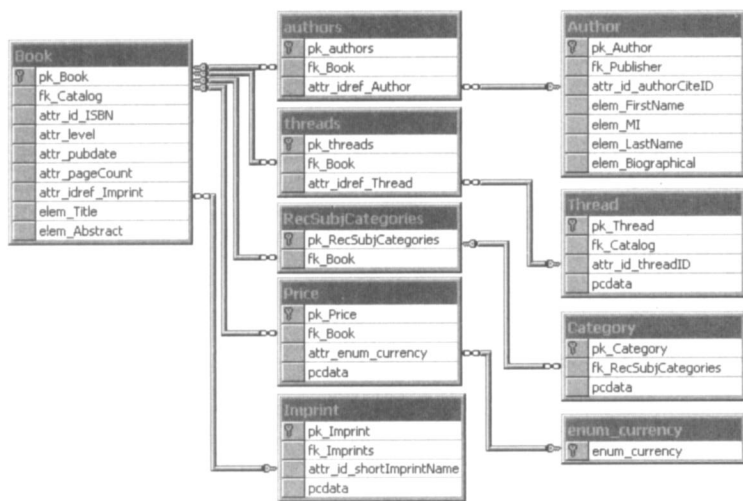 Book
pk_Book
fk_Catalog
attr_id_ISBN
attr_level
attr_pubdate
attr_pageCount
attr_idref_Imprint
elem_Title
elem_Abstract
authors
pk_authors
fk_Book
attr_idref_Author
threads
pk_threads
fk_Book
attr_idref_Thread
RecSubjCategories
pk_RecSubjCategories
fk_Book
Price
pk_Price
fk_Book
attr_enum_currency
pcdata
Imprint
pk_Imprint
fk_Imprints
attr_id_shortImprintName
pcdata
Author
pk_Author
fk_Publisher
attr_id_authorCiteID
elem_FirstName
elem_MI
elem_LastName
elem_Biographical
Thread
pk_Thread
fk_Catalog
attr_id_threadID
pcdata
Category
pk_Category
fk_RecSubjCategories
pcdata
enum_currency
enum_currency